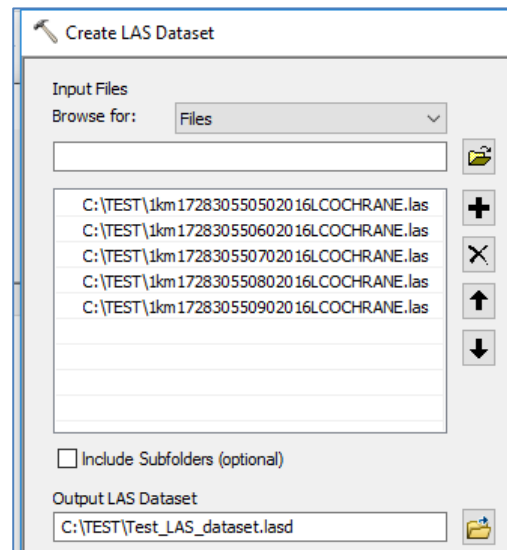 Create LAS Dataset
Input Files
Browse for: Files
C:\TEST\1km172830550502016LCOCHRANE.las
C:\TEST\1km172830550602016LCOCHRANE.las
C:\TEST\1km172830550702016LCOCHRANE.las
C:\TEST\1km172830550802016LCOCHRANE.las
C:\TEST\1km172830550902016LCOCHRANE.las
Include Subfolders (optional)
Output LAS Dataset
C:\TEST\Test_LAS_dataset.lasd